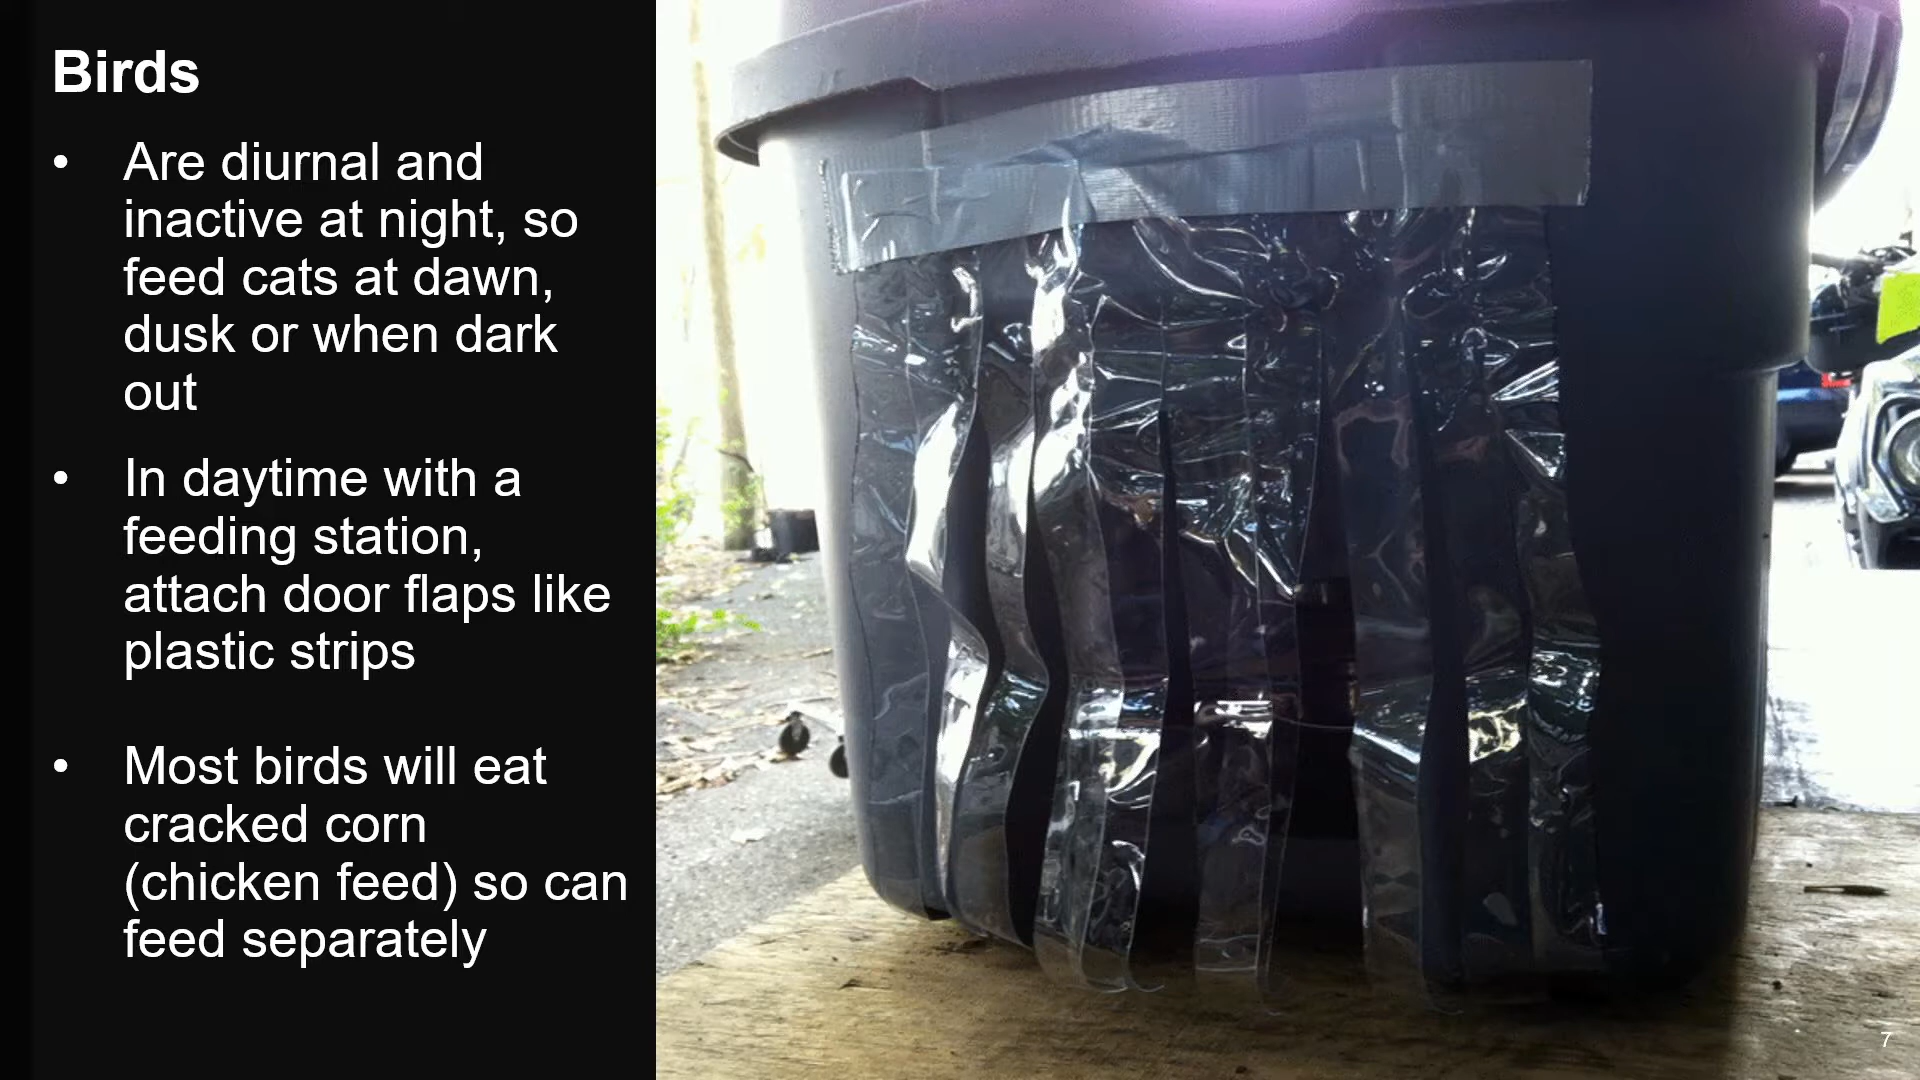 Birds
• Are diurnal and
inactive at night, so
feed cats at dawn,
dusk or when dark
out
• In daytime with a
feeding station,
attach door flaps like
plastic strips
• Most birds will eat
cracked corn
(chicken feed) so can
feed separately
7